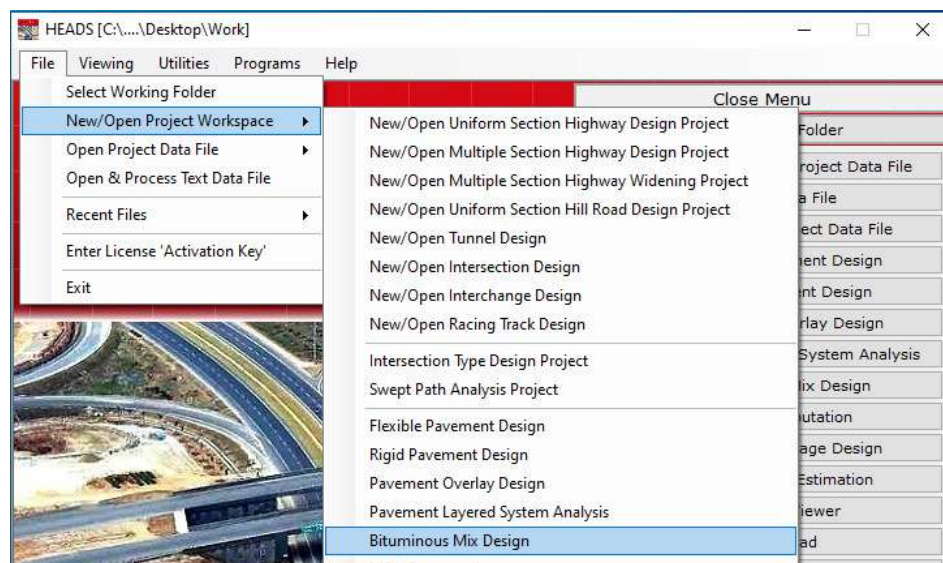 HEADS [C:\....\Desktop\Work]
File Viewing Utilities Programs Help
Select Working Folder
New/Open Project Workspace
Open Project Data File
Open & Process Text Data File
Recent Files
Enter License 'Activation Key'
Exit
New/Open Uniform Section Highway Design Project
New/Open Multiple Section Highway Design Project
New/Open Multiple Section Highway Widening Project
New/Open Uniform Section Hill Road Design Project
New/Open Tunnel Design
New/Open Intersection Design
New/Open Interchange Design
New/Open Racing Track Design
Intersection Type Design Project
Swept Path Analysis Project
Flexible Pavement Design
Rigid Pavement Design
Pavement Overlay Design
Pavement Layered System Analysis
Bituminous Mix Design
Close Menu
Folder
roject Data File
a File
ect Data File
ent Design
nt Design
rlay Design
System Analysis
ix Design
utation
age Design
Estimation
iewer
ad